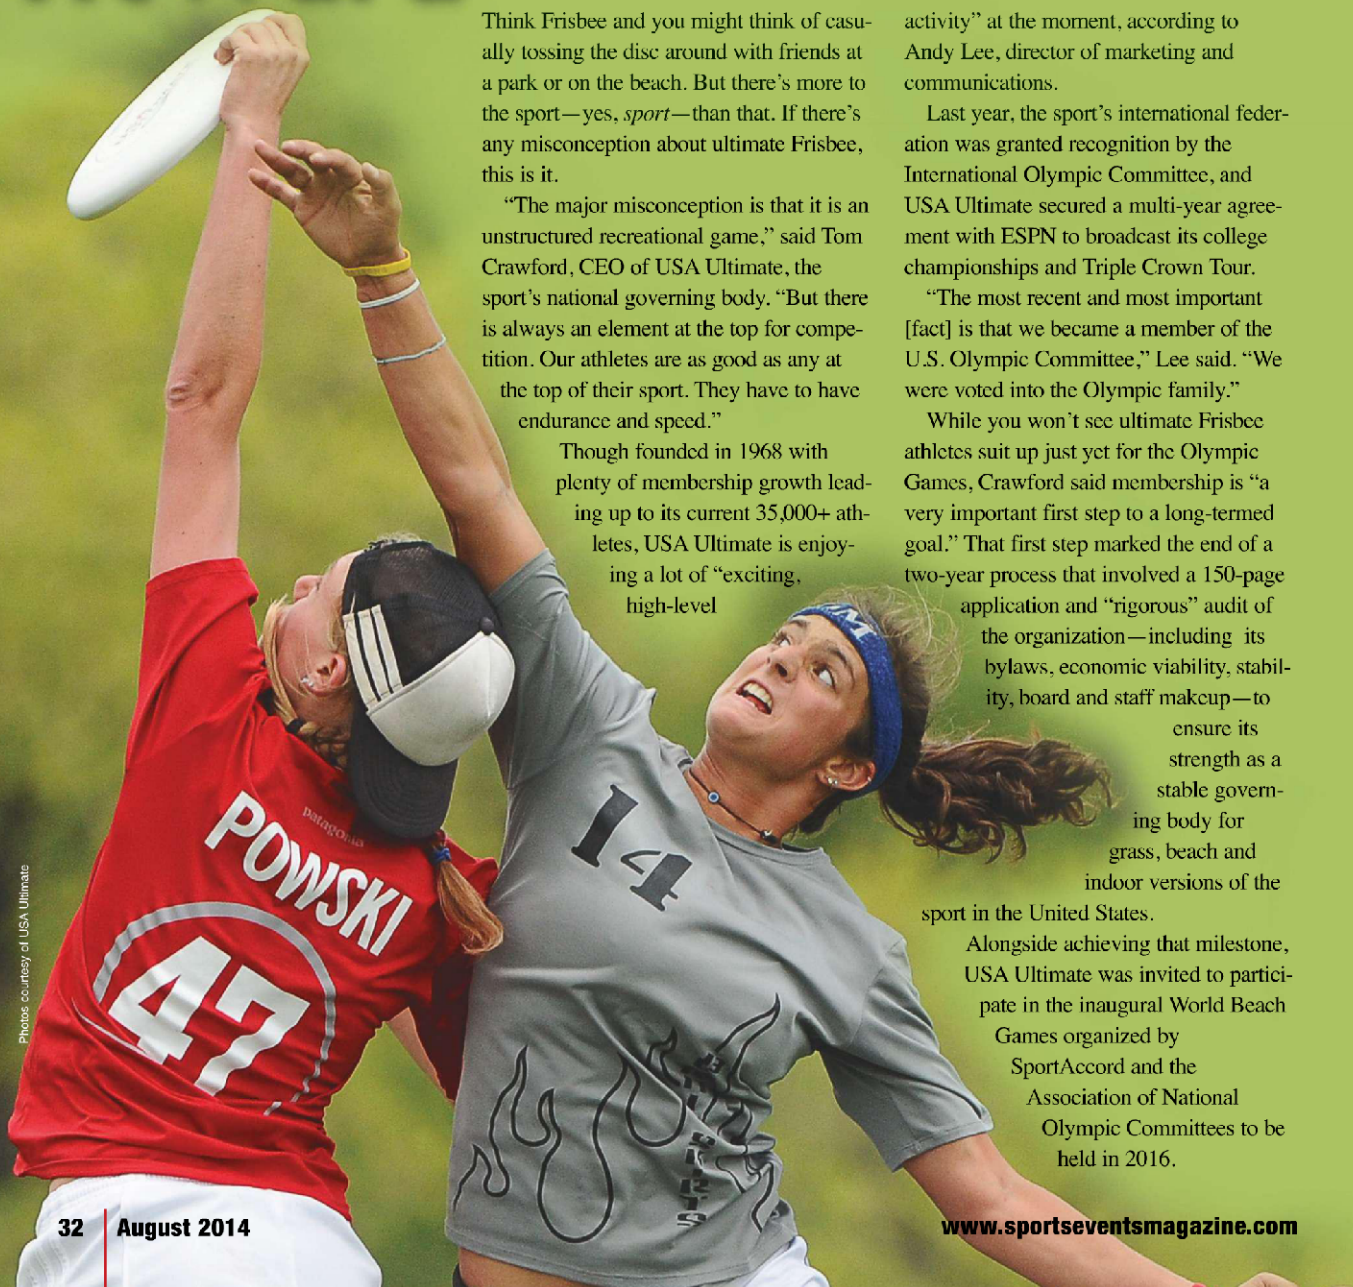 Think Frisbee and you might think of casu-
ally tossing the disc around with friends at
a park or on the beach. But there's more to
the sport—yes, sport—than that. If there's
any misconception about ultimate Frisbee,
this is it.
"The major misconception is that it is an
unstructured recreational game," said Tom
Crawford, CEO of USA Ultimate, the
sport's national governing body. "But there
is always an element at the top for compe-
tition. Our athletes are as good as any at
the top of their sport. They have to have
endurance and speed."
Though founded in 1968 with
plenty of membership growth lead-
ing up to its current 35,000+ ath-
letes, USA Ultimate is enjoy-
ing a lot of "exciting,
high-level
activity" at the moment, according to
Andy Lee, director of marketing and
communications.
Last year, the sport's international feder-
ation was granted recognition by the
International Olympic Committee, and
USA Ultimate secured a multi-year agree-
ment with ESPN to broadcast its college
championships and Triple Crown Tour.
"The most recent and most important
[fact] is that we became a member of the
U.S. Olympic Committee," Lee said. "We
were voted into the Olympic family."
While you won't see ultimate Frisbee
athletes suit up just yet for the Olympic
Games, Crawford said membership is "a
very important first step to a long-termed
goal." That first step marked the end of a
two-year process that involved a 150-page
application and "rigorous" audit of
the organization—including its
bylaws, economic viability, stabil-
ity, board and staff makeup—to
ensure its
strength as a
stable govern-
ing body for
grass, beach and
indoor versions of the
sport in the United States.
Alongside achieving that milestone,
USA Ultimate was invited to partici-
pate in the inaugural World Beach
Games organized by
SportAccord and the
Association of National
Olympic Committees to be
held in 2016.
patagonia
POWSKI
47
14
Photos courtesy of USA Ultimate
32
August 2014
www.sportseventsmagazine.com